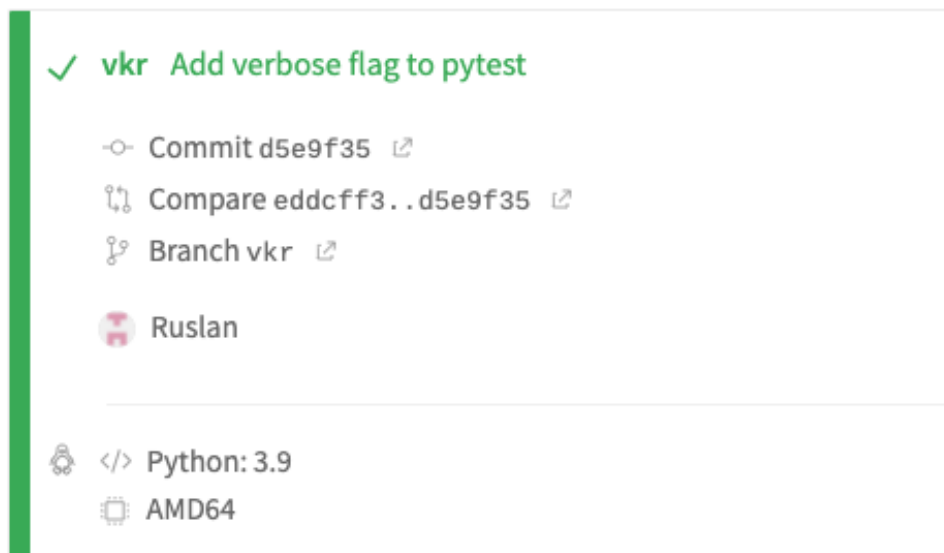 vkr Add verbose flag to pytest
Commit d5e9f35
Compare eddcff3..d5e9f35
Branch vkr
Ruslan
</> Python: 3.9
AMD64